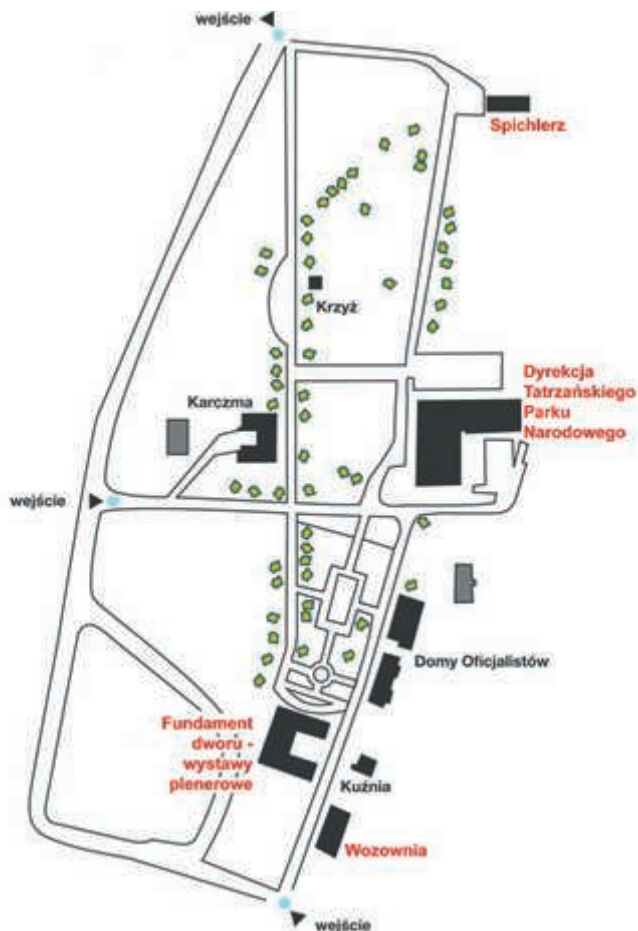 wejście
Spichlerz
Krzyż
Dyrekcja
Tatrzańskiego
Parku
Narodowego
Karczma
wejście
Domy Oficjalistów
Fundament
dworu -
wystawy
plenerowe
Kuźnia
Wozownia
wejście